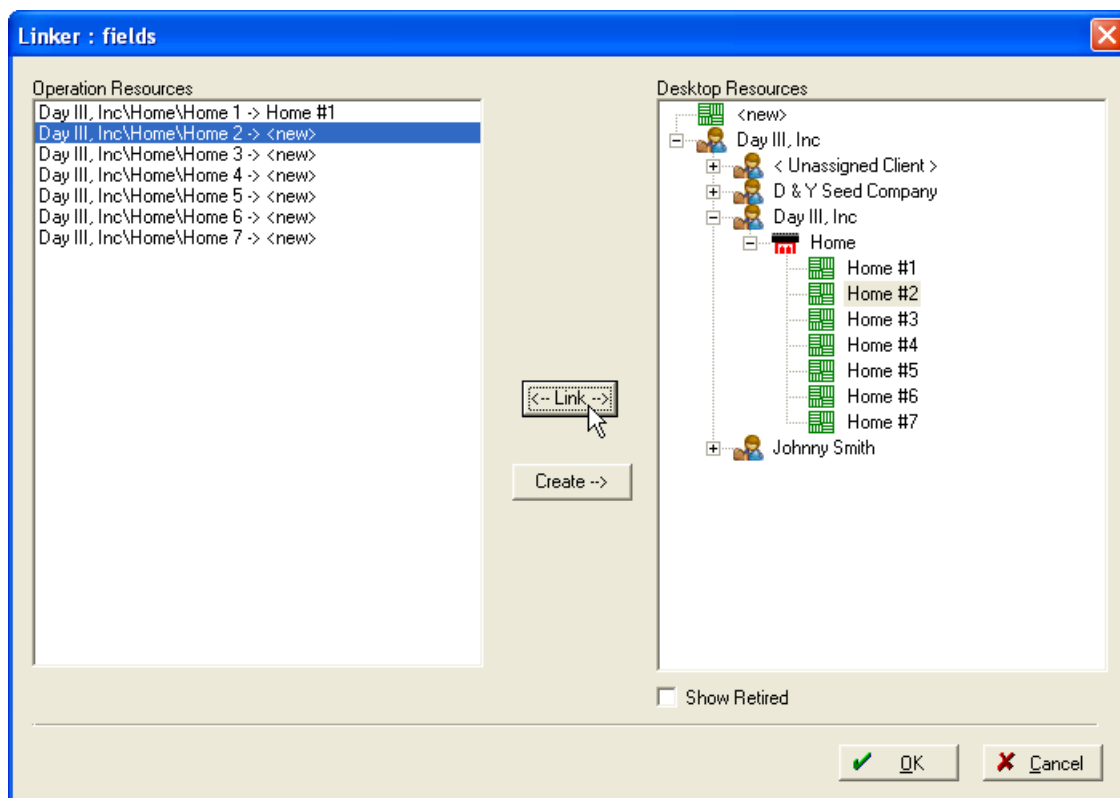 Linker : fields
Operation Resources
Day III, Inc\Home\Home 1 -> Home #1
Day III, Inc\Home\Home 2 -> <new>
Day III, Inc\Home\Home 3 -> <new>
Day III, Inc\Home\Home 4 -> <new>
Day III, Inc\Home\Home 5 -> <new>
Day III, Inc\Home\Home 6 -> <new>
Day III, Inc\Home\Home 7 -> <new>
<-- Link -->
Create -->
Desktop Resources
<new>
Day III, Inc
< Unassigned Client >
D & Y Seed Company
Day III, Inc
Home
Home #1
Home #2
Home #3
Home #4
Home #5
Home #6
Home #7
Johnny Smith
Show Retired
OK
Cancel